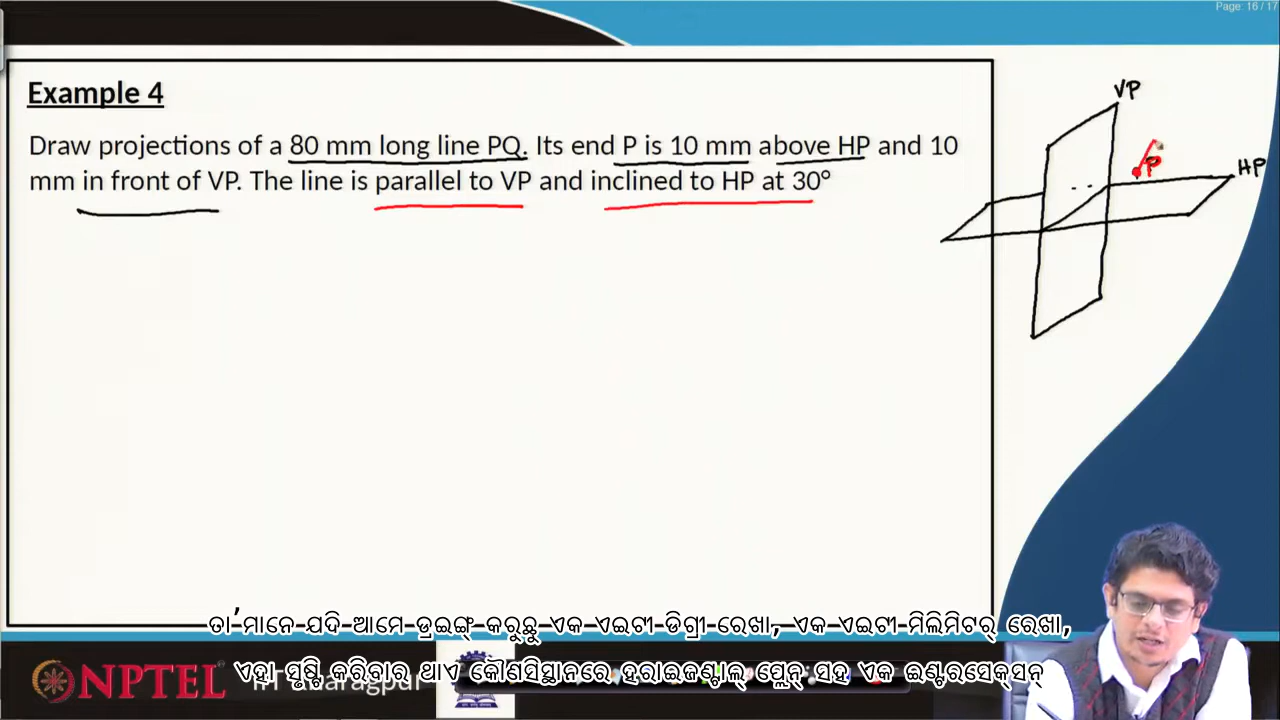 Page: 16 / 17
Example 4
Draw projections of a 80 mm long line PQ. Its end P is 10 mm above HP and 10
mm in front of VP. The line is parallel to VP and inclined to HP at 30°
VP
P
HP
ତା'ମାନେ ଯଦି ଆମେ ଡ୍ରଇଙ୍ଗ୍ କରୁଛୁ ଏକ ଏଇଟୀ ଡିଗ୍ରୀ ରେଖା, ଏକ ଏଇଟୀ ମିଲିମିଟର୍ ରେଖା,
ଏହା ସୃଷ୍ଟି କରିବାର ଥାଏ କୌଣସିସ୍ଥାନରେ ହରାଇଜଣ୍ଟାଲ୍ ପ୍ଲେନ୍ ସହ ଏକ ଇଣ୍ଟରସେକ୍ସନ୍
NPTEL